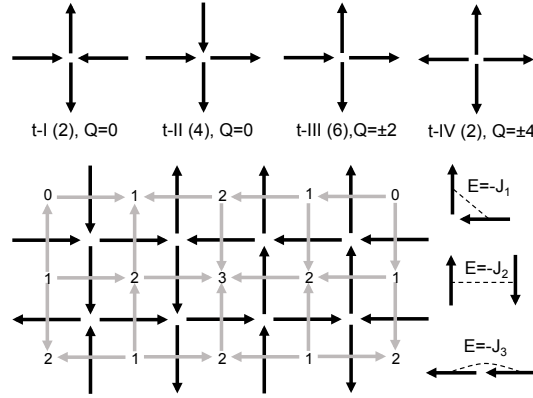 t-I (2), Q=0
t-II (4), Q=0
t-III (6),Q=±2
t-IV (2), Q=±4
0 1 2 1 0
E=-J1
1 2 3 2 1
E=-J2
2 1 2 1 2
E=-J3